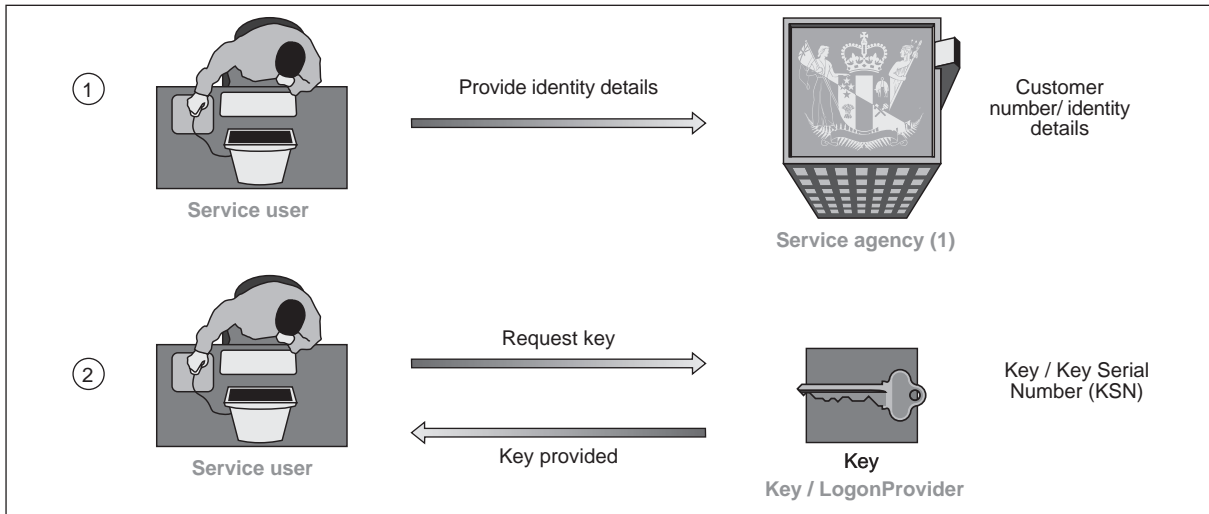 1
Provide identity details
Customer
number/ identity
details
Service user
Service agency (1)
2
Request key
Key / Key Serial
Number (KSN)
Key provided
Key
Service user
Key / LogonProvider